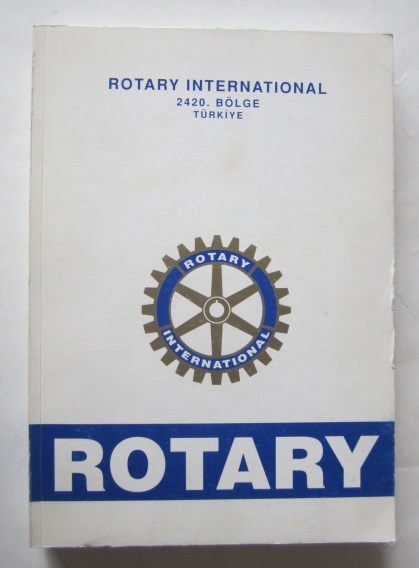 ROTARY INTERNATIONAL
2420. BÖLGE
TÜRKİYE
ROTARY
INTERNATIONAL
ROTARY